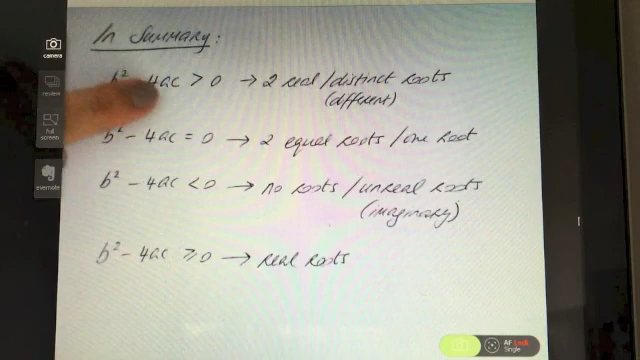 In Summary:
b² - 4ac > 0 → 2 real/distinct roots
(different)
b² - 4ac = 0 → 2 equal roots/one root
b² - 4ac < 0 → no roots/unreal roots
(imaginary)
b² - 4ac ≥ 0 → real roots
camera
review
full
screen
evernote
AF Lock
Single